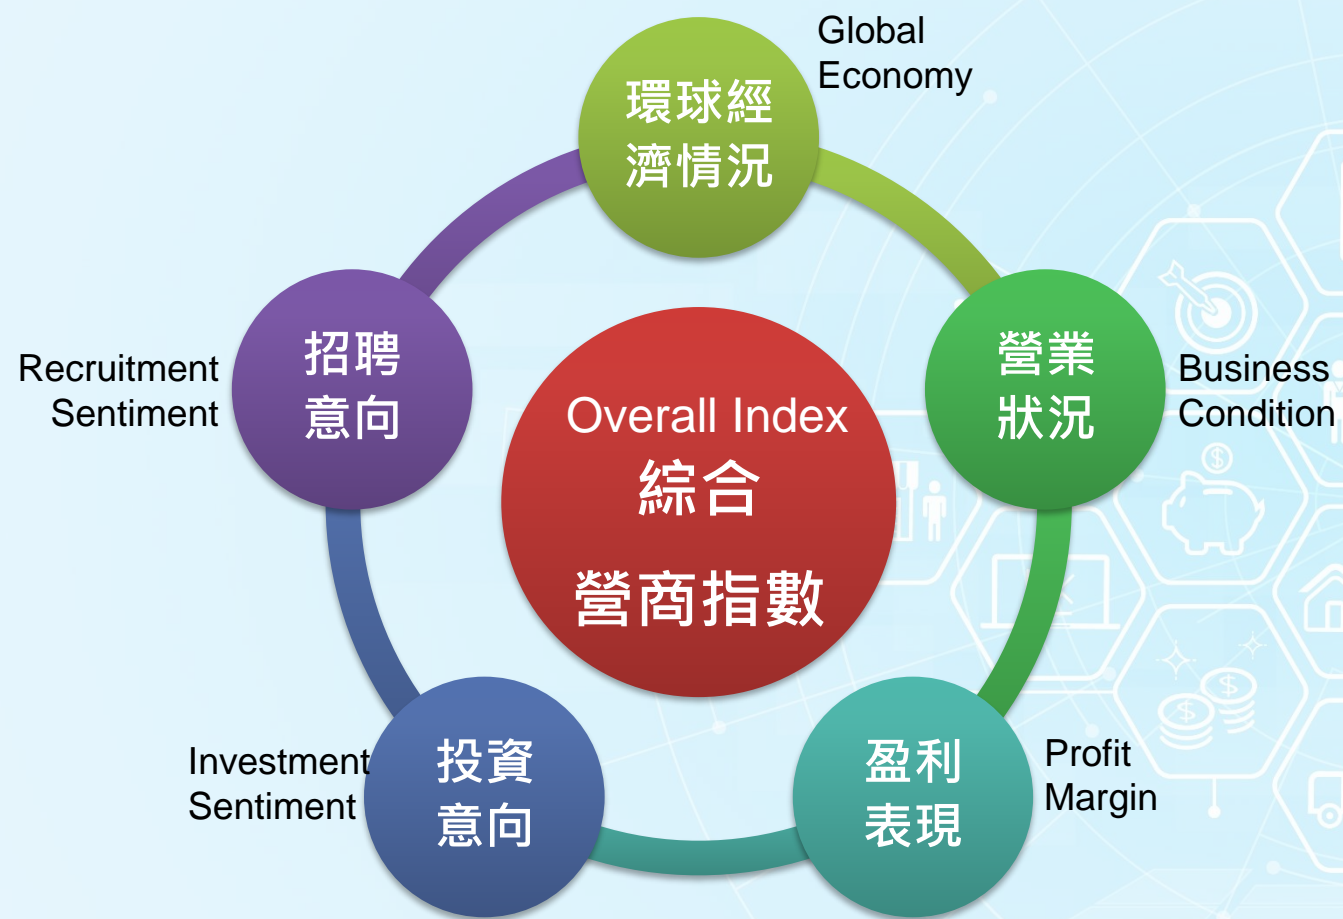 Global
Economy
環球經
濟情況
招聘
意向
Recruitment
Sentiment
營業
狀況
Business
Condition
Overall Index
綜合
營商指數
Investment
Sentiment
投資
意向
盈利
表現
Profit
Margin